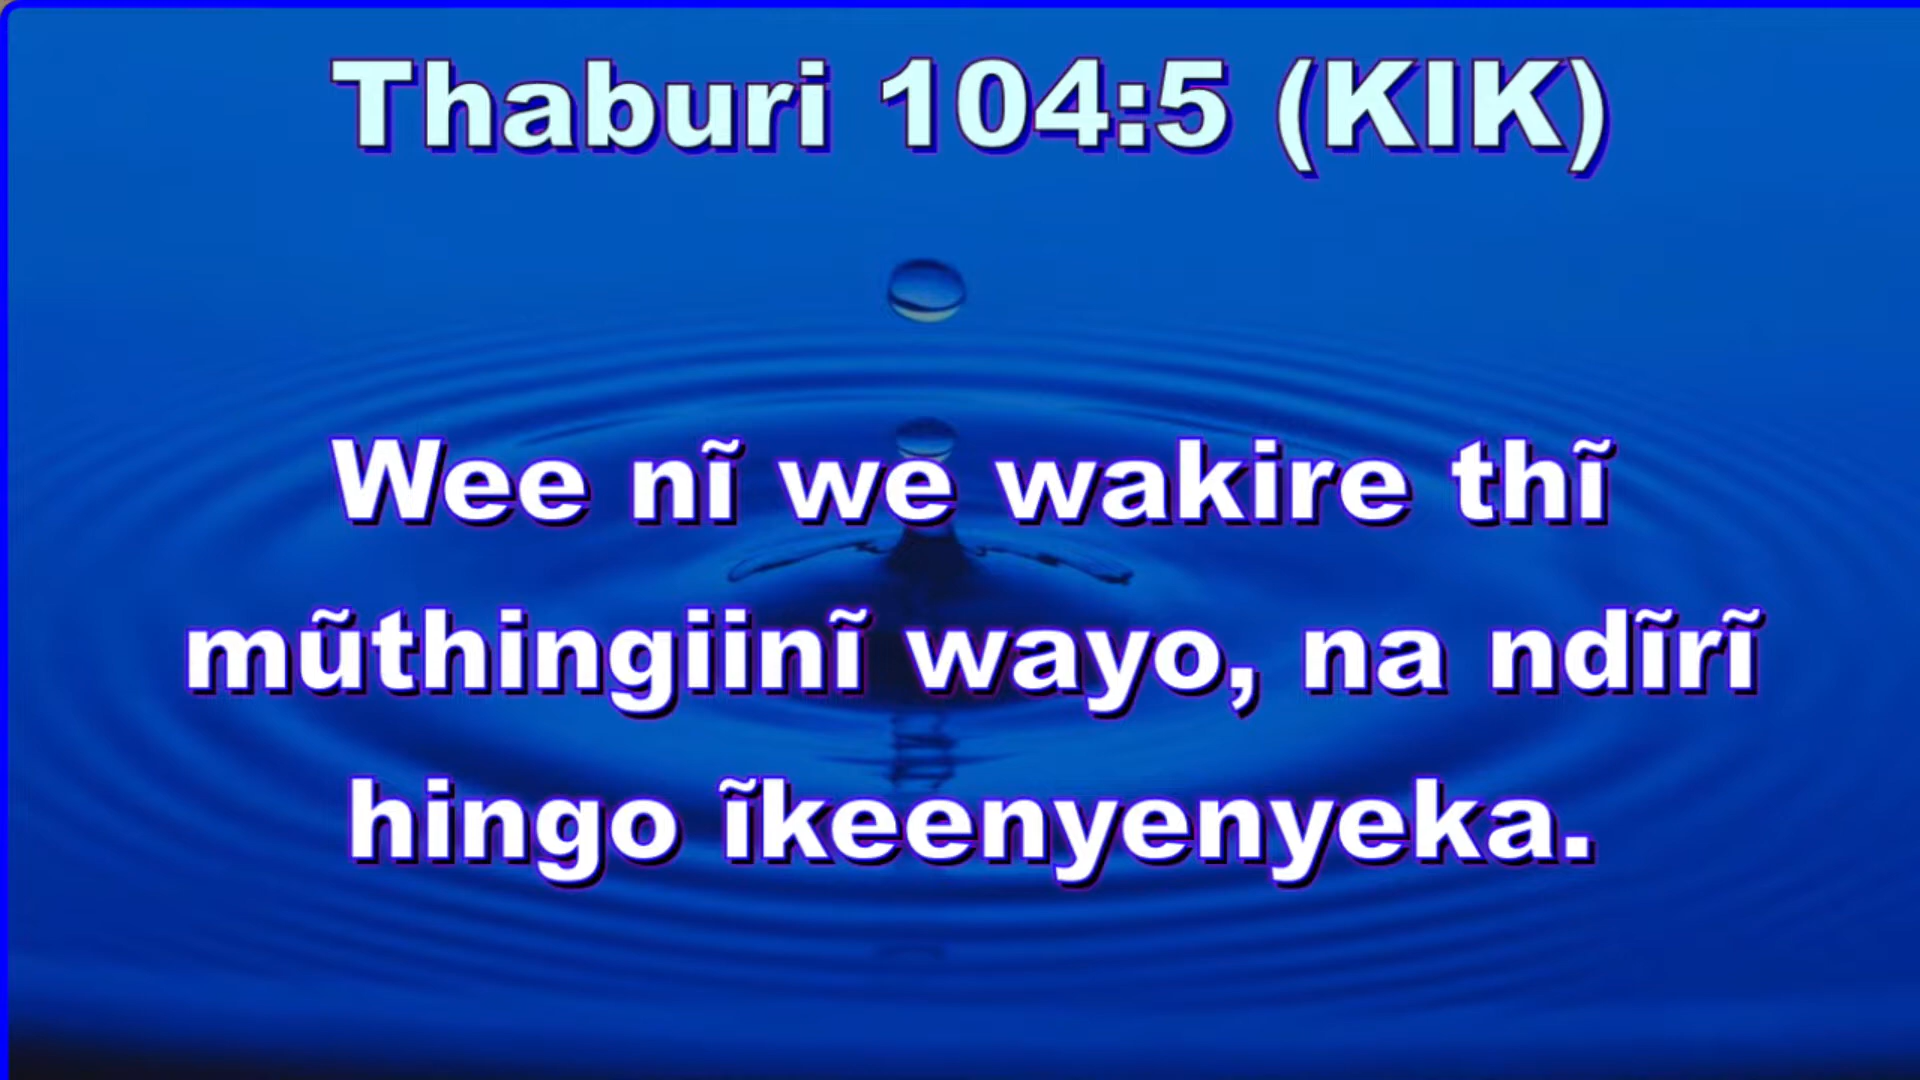 Thaburi 104:5 (KIK)
Wee nĩ we wakire thĩ
mũthingiinĩ wayo, na ndĩrĩ
hingo ĩkeenyenyeka.